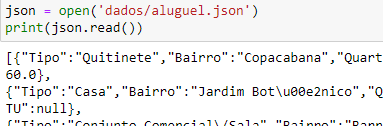 json = open('dados/aluguel.json')
print(json.read())
[{"Tipo":"Quitinete","Bairro":"Copacabana","Quart
60.0},
{"Tipo":"Casa","Bairro":"Jardim Bot\u00e2nico","Q
TU":null},
{"Tipo":"Conjunto Comercial\/Sala","Bairro":"Barr